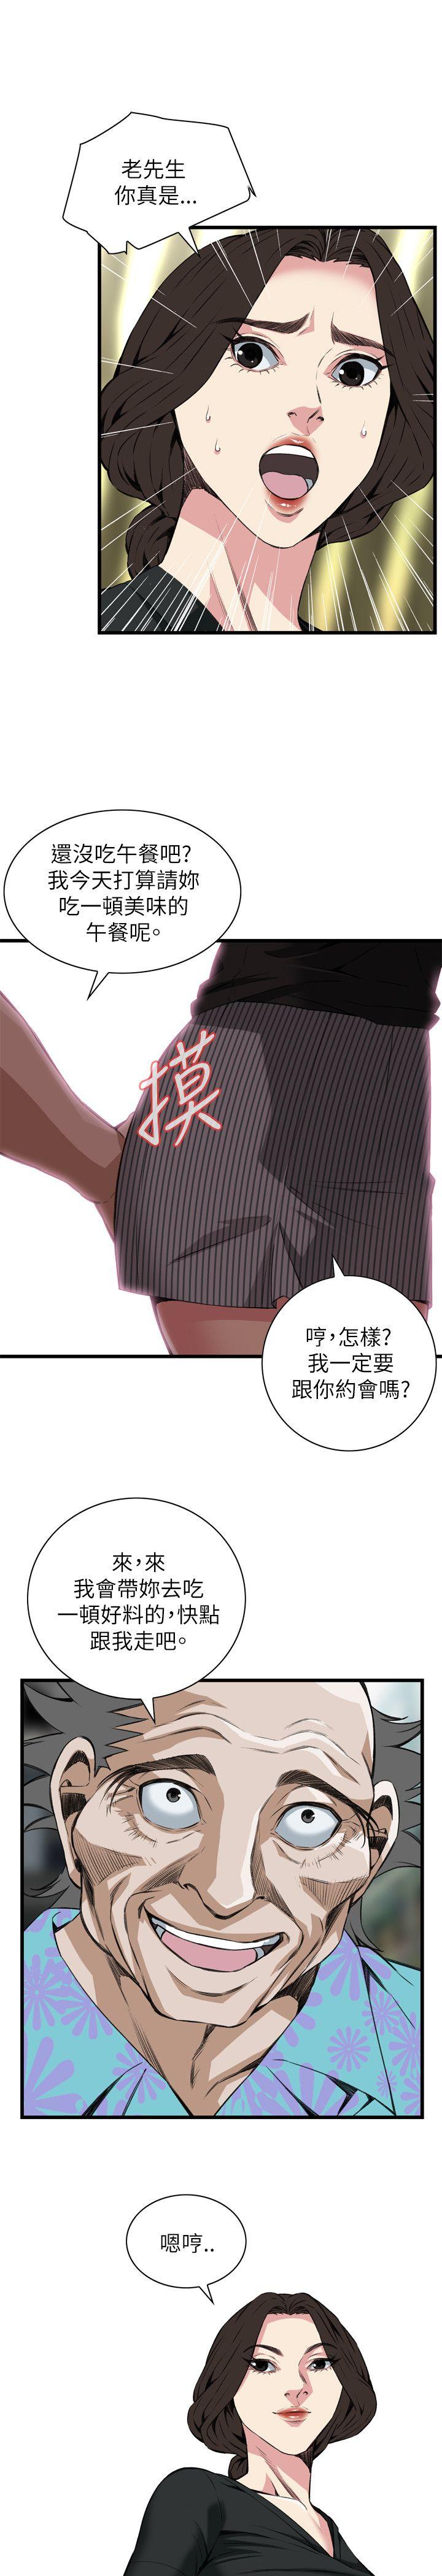 老先生
你真是...
還沒吃午餐吧?
我今天打算請妳
吃一頓美味的
午餐呢。
摸
哼,怎樣?
我一定要
跟你約會嗎?
來,來
我會帶妳去吃
一頓好料的,快點
跟我走吧。
嗯哼..